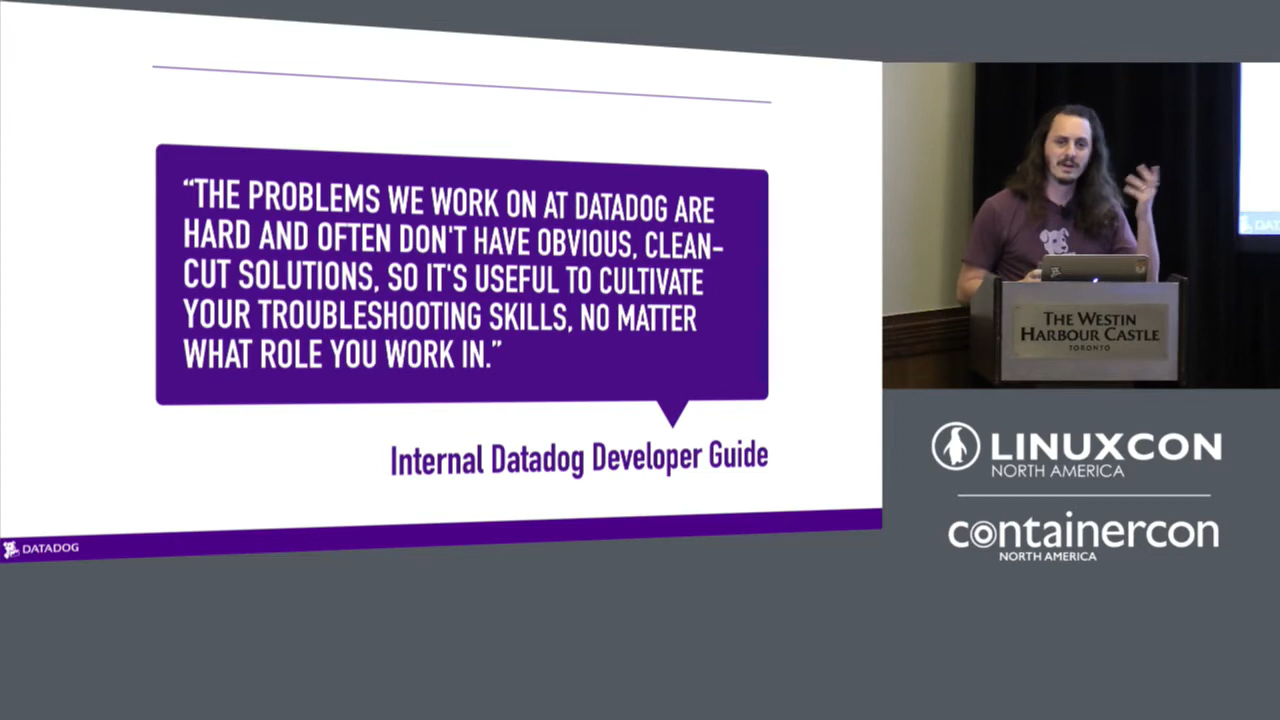 “THE PROBLEMS WE WORK ON AT DATADOG ARE
HARD AND OFTEN DON'T HAVE OBVIOUS, CLEAN-
CUT SOLUTIONS, SO IT'S USEFUL TO CULTIVATE
YOUR TROUBLESHOOTING SKILLS, NO MATTER
WHAT ROLE YOU WORK IN.”
Internal Datadog Developer Guide
DATADOG
THE WESTIN
HARBOUR CASTLE
TORONTO
LINUXCON
NORTH AMERICA
containercon
NORTH AMERICA